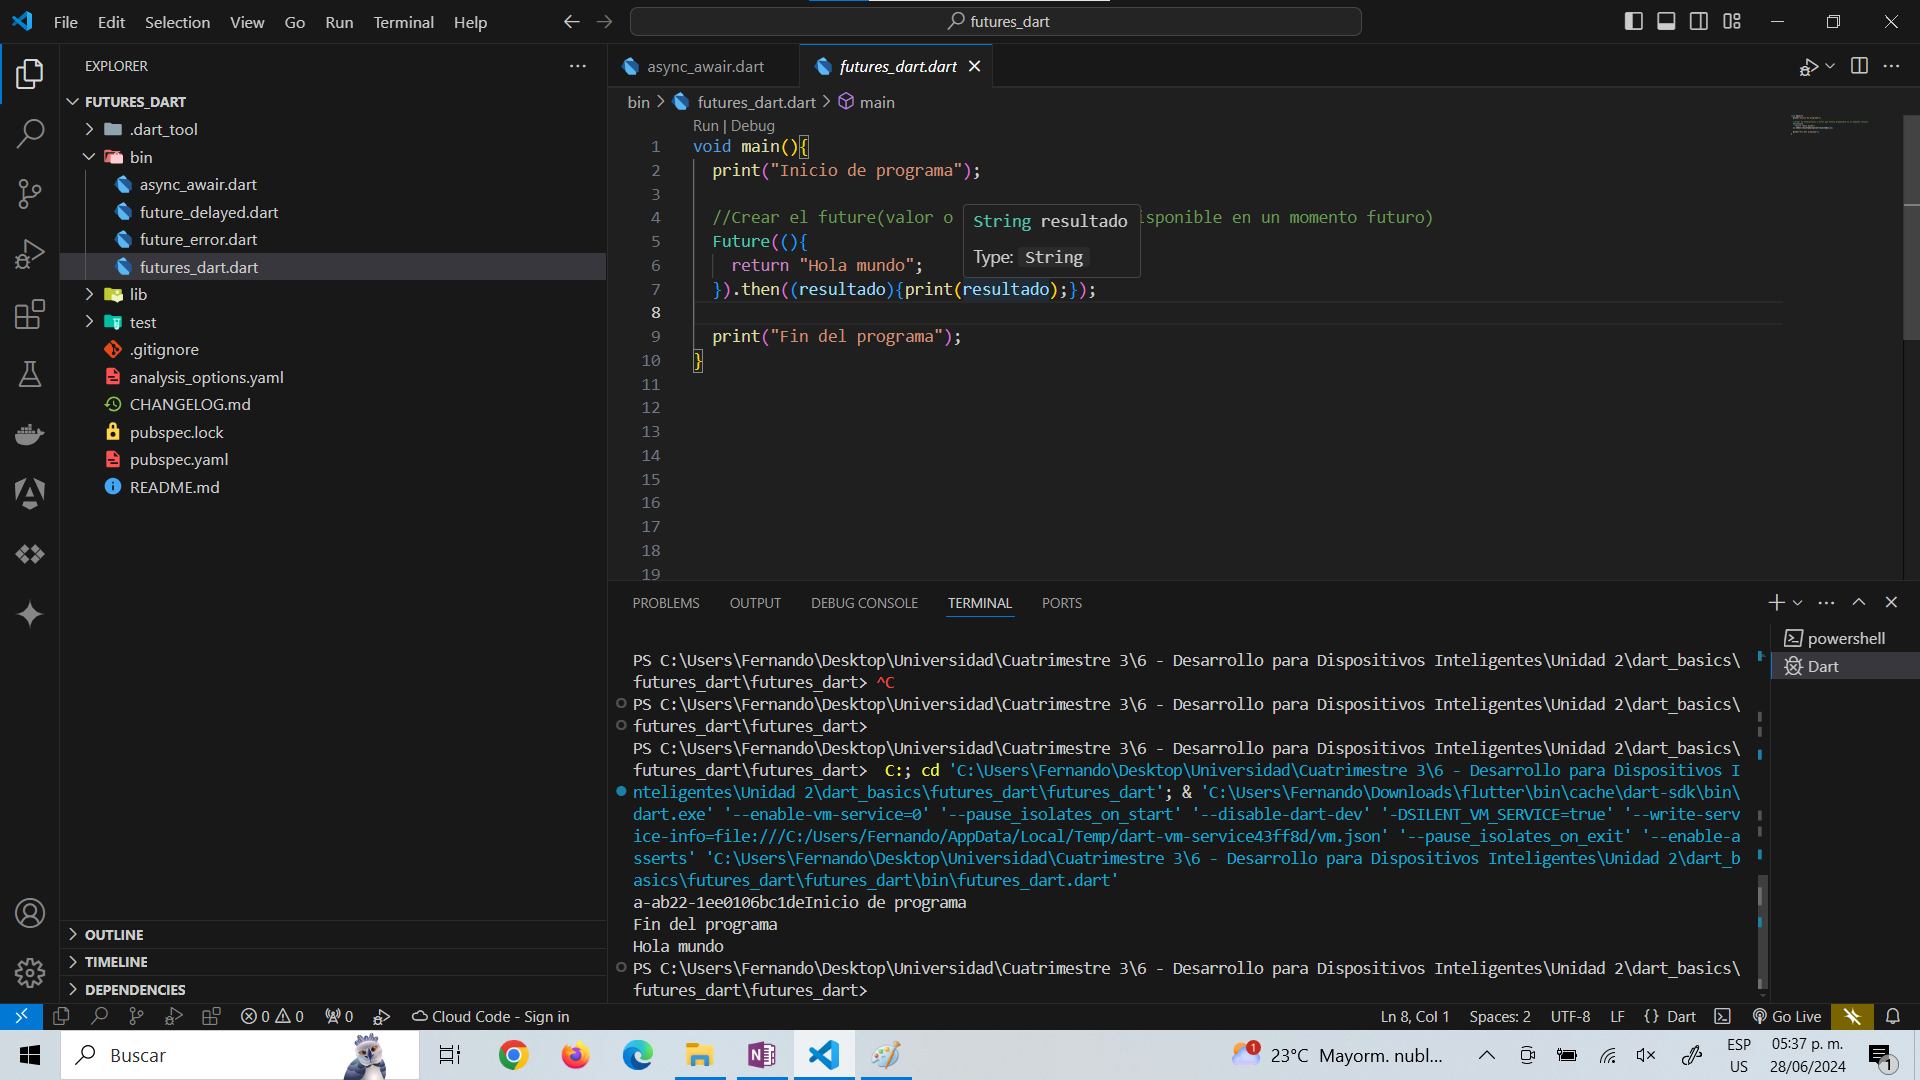 File Edit Selection View Go Run Terminal Help
futures_dart
EXPLORER
FUTURES_DART
.dart_tool
bin
async_awair.dart
future_delayed.dart
future_error.dart
futures_dart.dart
lib
test
.gitignore
analysis_options.yaml
CHANGELOG.md
pubspec.lock
pubspec.yaml
README.md
OUTLINE
TIMELINE
DEPENDENCIES
async_awair.dart
futures_dart.dart
bin > futures_dart.dart > main
Run | Debug
1 void main(){
2 print("Inicio de programa");
3
4 //Crear el future(valor o isponible en un momento futuro)
5 Future((){
6 return "Hola mundo";
7 }).then((resultado){print(resultado);});
8
9 print("Fin del programa");
10 }
11
12
13
14
15
16
17
18
19
String resultado
Type: String
PROBLEMS OUTPUT DEBUG CONSOLE TERMINAL PORTS
powershell
Dart
PS C:\Users\Fernando\Desktop\Universidad\Cuatrimestre 3\6 - Desarrollo para Dispositivos Inteligentes\Unidad 2\dart_basics\
futures_dart\futures_dart> ^C
PS C:\Users\Fernando\Desktop\Universidad\Cuatrimestre 3\6 - Desarrollo para Dispositivos Inteligentes\Unidad 2\dart_basics\
futures_dart\futures_dart>
PS C:\Users\Fernando\Desktop\Universidad\Cuatrimestre 3\6 - Desarrollo para Dispositivos Inteligentes\Unidad 2\dart_basics\
futures_dart\futures_dart>  C:; cd 'C:\Users\Fernando\Desktop\Universidad\Cuatrimestre 3\6 - Desarrollo para Dispositivos I
nteligentes\Unidad 2\dart_basics\futures_dart\futures_dart'; & 'C:\Users\Fernando\Downloads\flutter\bin\cache\dart-sdk\bin\
dart.exe' '--enable-vm-service=0' '--pause_isolates_on_start' '--disable-dart-dev' '-DSILENT_VM_SERVICE=true' '--write-serv
ice-info=file:///C:/Users/Fernando/AppData/Local/Temp/dart-vm-service43ff8d/vm.json' '--pause_isolates_on_exit' '--enable-a
sserts' 'C:\Users\Fernando\Desktop\Universidad\Cuatrimestre 3\6 - Desarrollo para Dispositivos Inteligentes\Unidad 2\dart_b
asics\futures_dart\futures_dart\bin\futures_dart.dart'
a-ab22-1ee0106bc1deInicio de programa
Fin del programa
Hola mundo
PS C:\Users\Fernando\Desktop\Universidad\Cuatrimestre 3\6 - Desarrollo para Dispositivos Inteligentes\Unidad 2\dart_basics\
futures_dart\futures_dart>
0 0 0 Cloud Code - Sign in
Ln 8, Col 1 Spaces: 2 UTF-8 LF {} Dart Go Live
Buscar
1 23°C Mayorm. nubl...
ESP
US
05:37 p. m.
28/06/2024
1